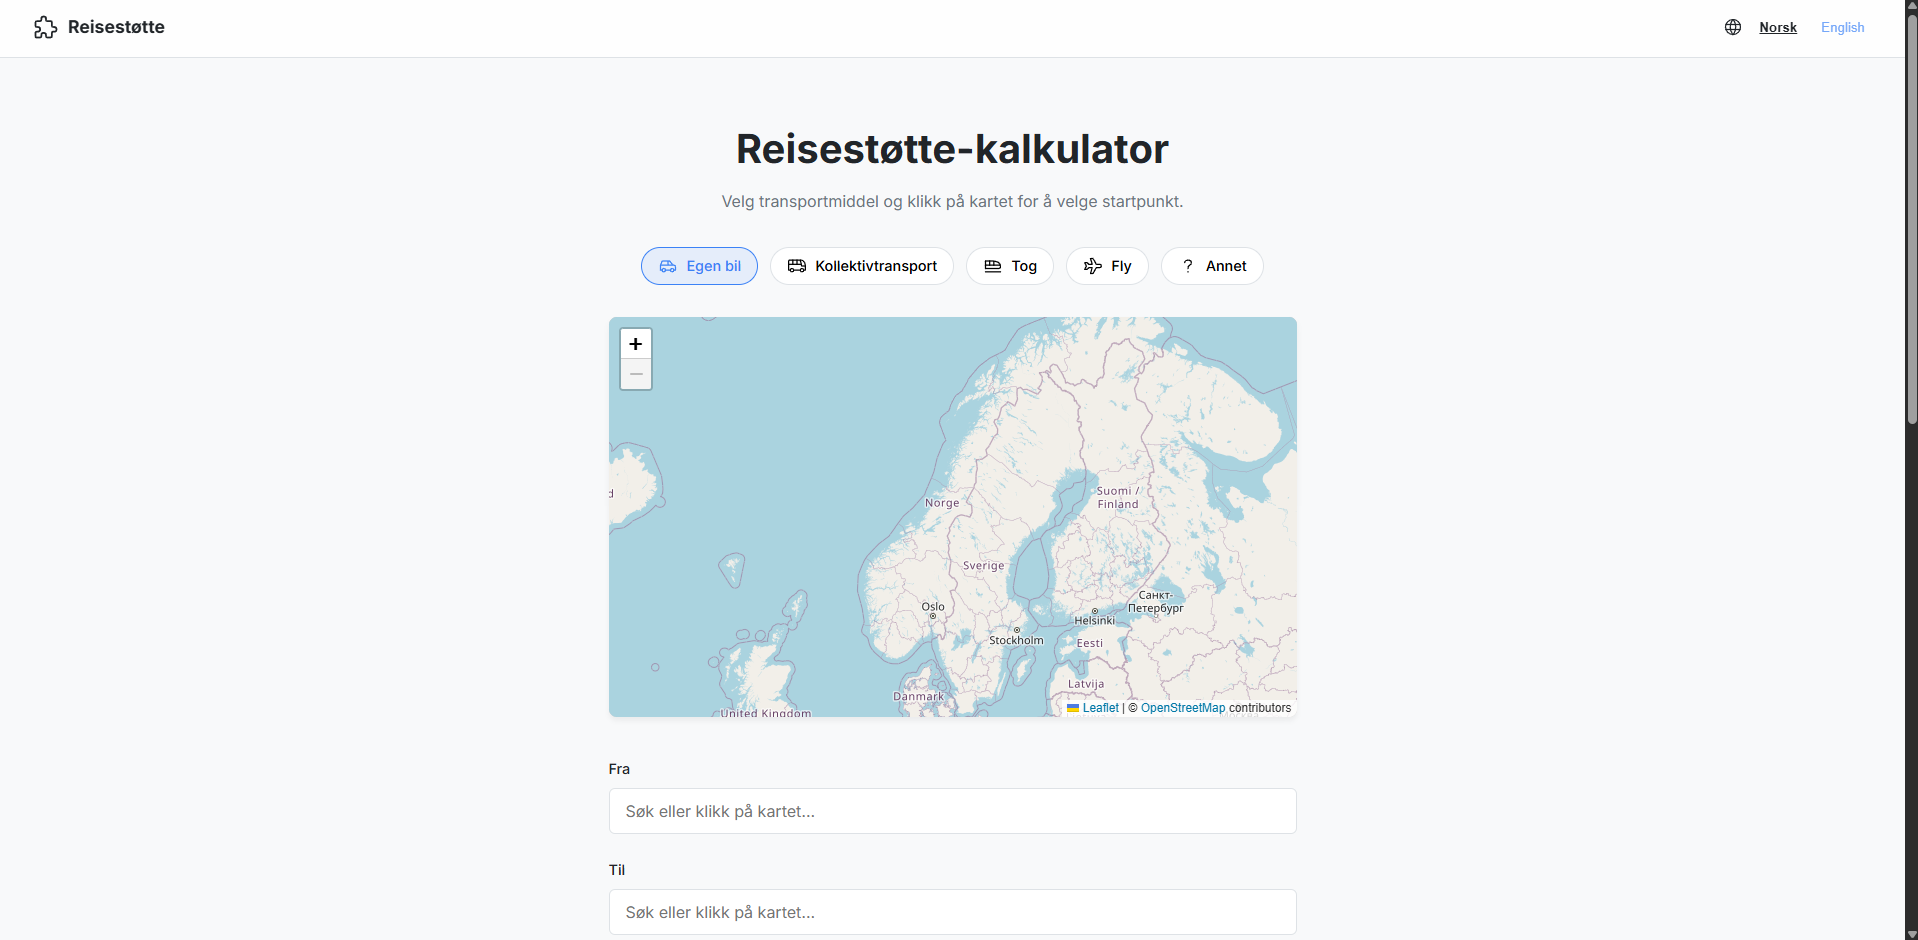 Reisestøtte
Norsk
English
Reisestøtte-kalkulator
Velg transportmiddel og klikk på kartet for å velge startpunkt.
Egen bil
Kollektivtransport
Tog
Fly
? Annet
+
−
d
Norge
Suomi /
Finland
Sverige
Oslo
Санкт-
Петербург
Helsinki
Stockholm
Eesti
Latvija
Danmark
United Kingdom
Leaflet | © OpenStreetMap contributors
Fra
Søk eller klikk på kartet...
Til
Søk eller klikk på kartet...